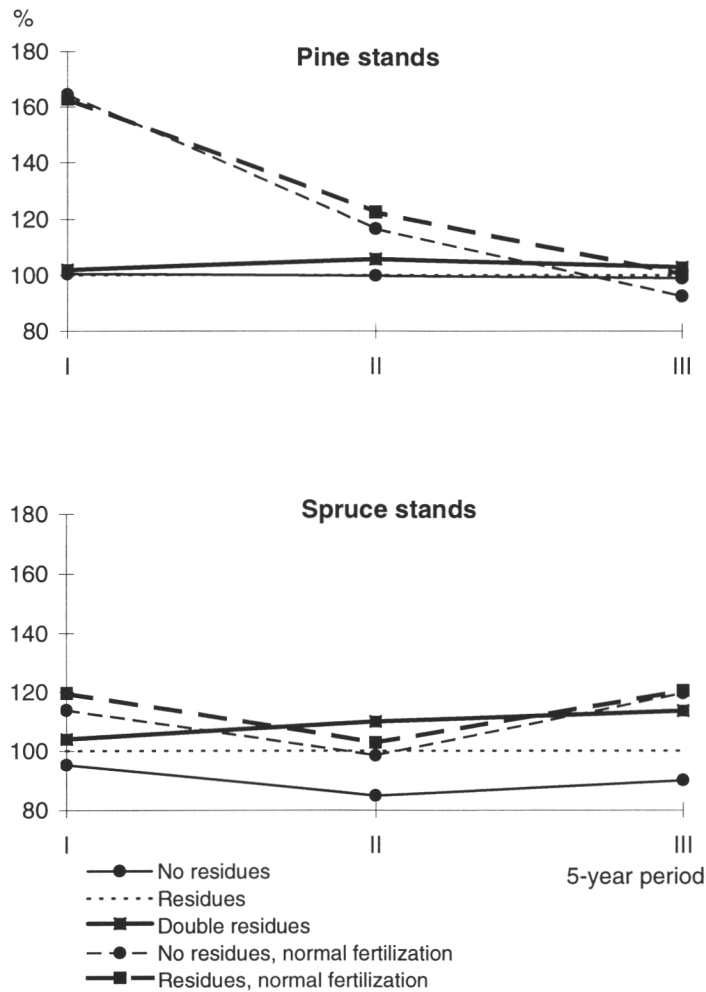 %
Pine stands
180
160
140
120
100
80
I II III
Spruce stands
180
160
140
120
100
80
I II III
5-year period
No residues
Residues
Double residues
No residues, normal fertilization
Residues, normal fertilization